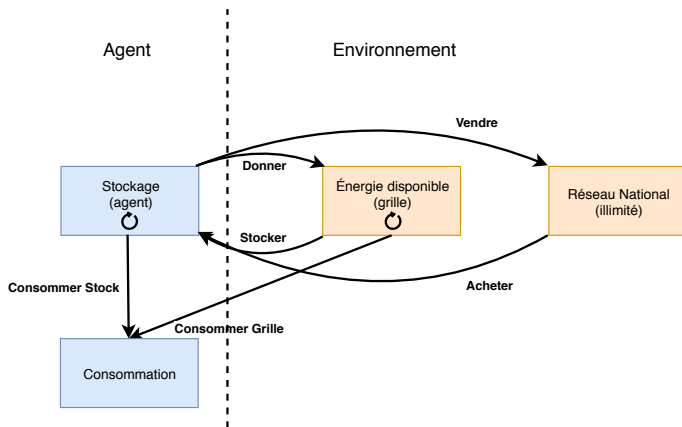 Agent
Environnement
Vendre
Donner
Stockage
(agent)
Énergie disponible
(grille)
Réseau National
(illimité)
Stocker
Consommer Stock
Acheter
Consommer Grille
Consommation